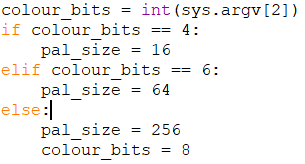 colour_bits = int(sys.argv[2])
if colour_bits == 4:
    pal_size = 16
elif colour_bits == 6:
    pal_size = 64
else:
    pal_size = 256
    colour_bits = 8